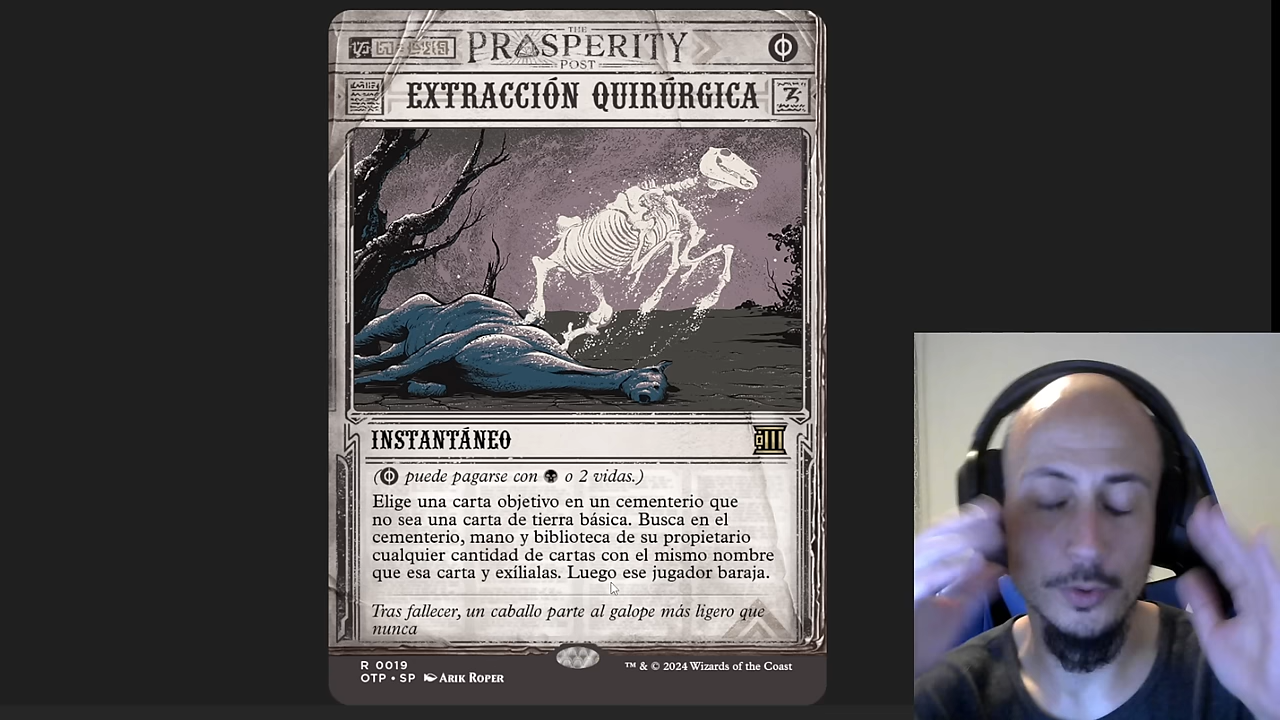 THE
PROSPERITY
POST
EXTRACCIÓN QUIRÚRGICA
INSTANTÁNEO
( puede pagarse con o 2 vidas.)
Elige una carta objetivo en un cementerio que
no sea una carta de tierra básica. Busca en el
cementerio, mano y biblioteca de su propietario
cualquier cantidad de cartas con el mismo nombre
que esa carta y exílialas. Luego ese jugador baraja.
Tras fallecer, un caballo parte al galope más ligero que
nunca
R 0019
OTP • SP ARIK ROPER
™ & © 2024 Wizards of the Coast